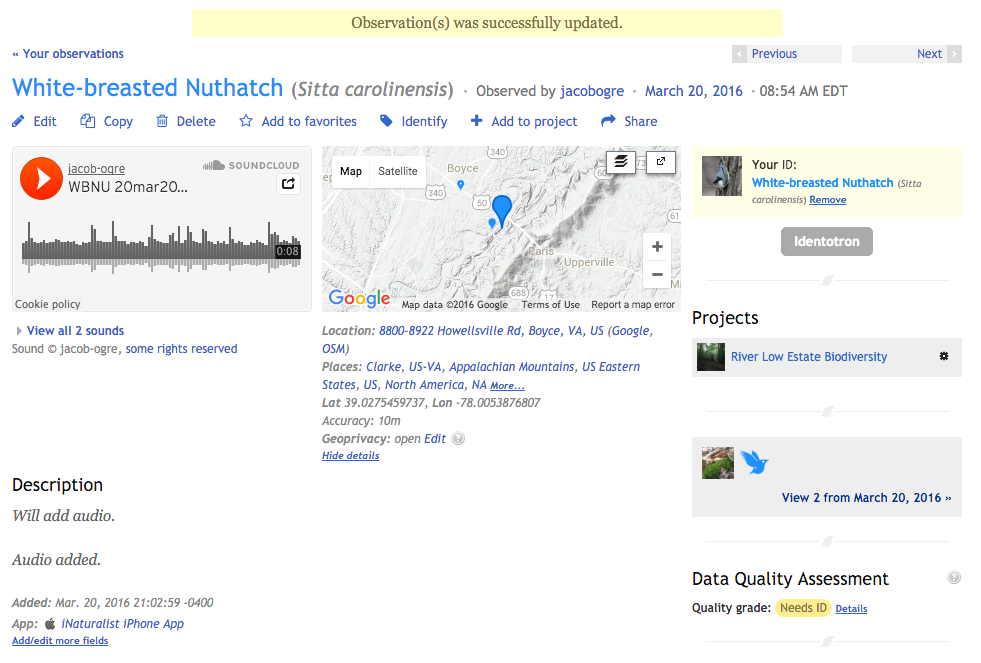 Observation(s) was successfully updated.
« Your observations
< Previous
Next >
White-breasted Nuthatch (Sitta carolinensis) · Observed by jacobogre · March 20, 2016 · 08:54 AM EDT
Edit Copy Delete Add to favorites Identify Add to project Share
jacob-ogre
SOUNDCLOUD
WBNU 20mar20...
0:08
Cookie policy
View all 2 sounds
Sound © jacob-ogre, some rights reserved
Map Satellite
340
Boyce
340
50
Paris
Upperville
688
17
+
−
Google Map data ©2016 Google Terms of Use Report a map error
Location: 8800-8922 Howellsville Rd, Boyce, VA, US (Google,
OSM)
Places: Clarke, US-VA, Appalachian Mountains, US Eastern
States, US, North America, NA More...
Lat 39.0275459737, Lon -78.0053876807
Accuracy: 10m
Geoprivacy: open Edit ?
Hide details
Description
Will add audio.
Audio added.
Added: Mar. 20, 2016 21:02:59 -0400
App: iNaturalist iPhone App
Add/edit more fields
Your ID:
White-breasted Nuthatch (Sitta
carolinensis) Remove
Identotron
Projects
River Low Estate Biodiversity
View 2 from March 20, 2016 »
Data Quality Assessment ?
Quality grade: Needs ID Details